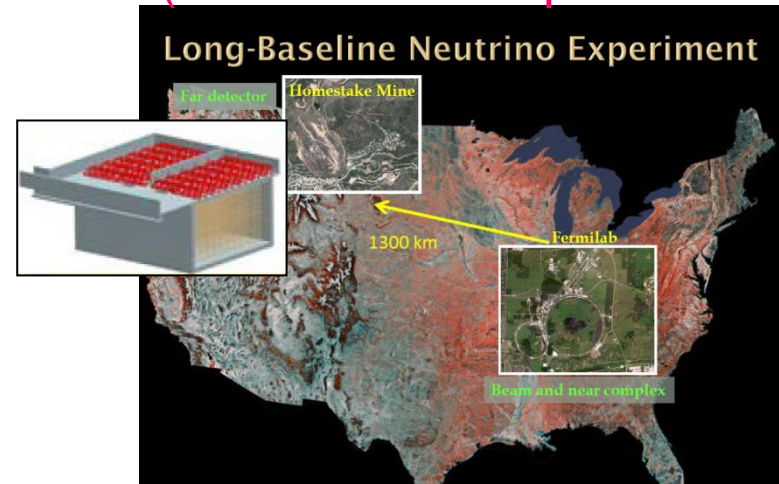 Long-Baseline Neutrino Experiment
Far detector
Homestake Mine
1300 km
Fermilab
Beam and near complex